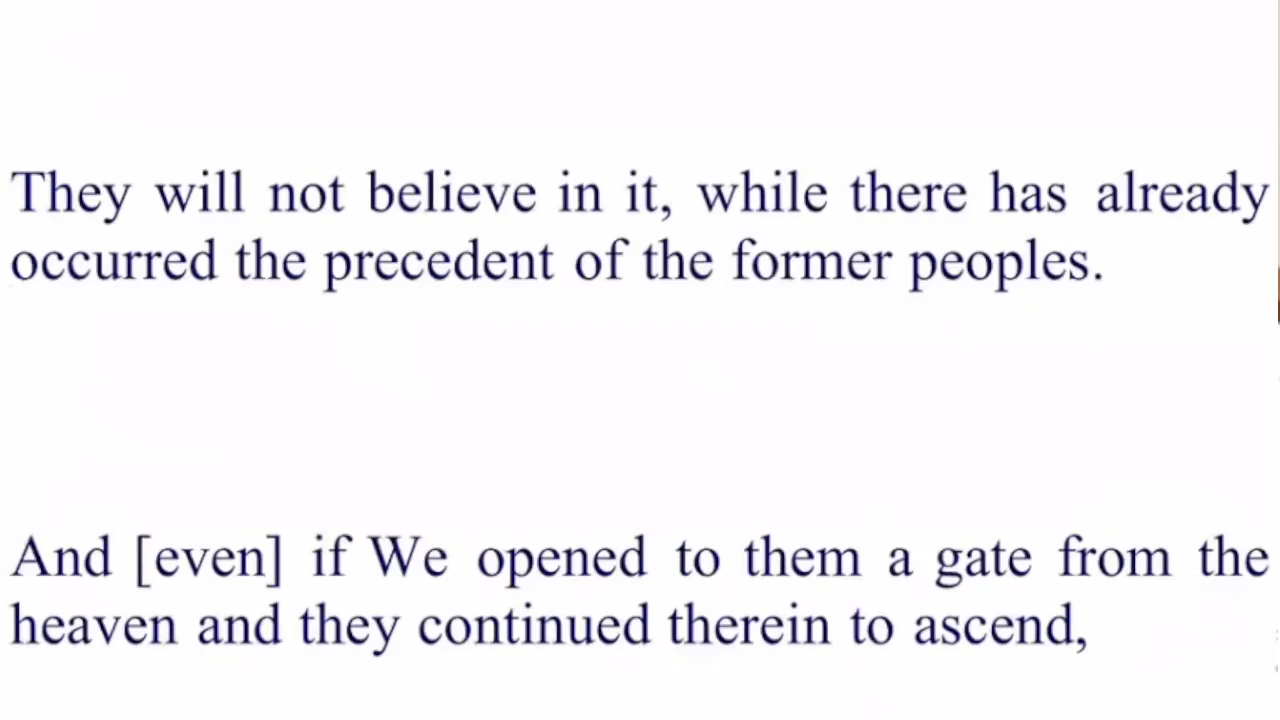 They will not believe in it, while there has already
occurred the precedent of the former peoples.
And [even] if We opened to them a gate from the
heaven and they continued therein to ascend,